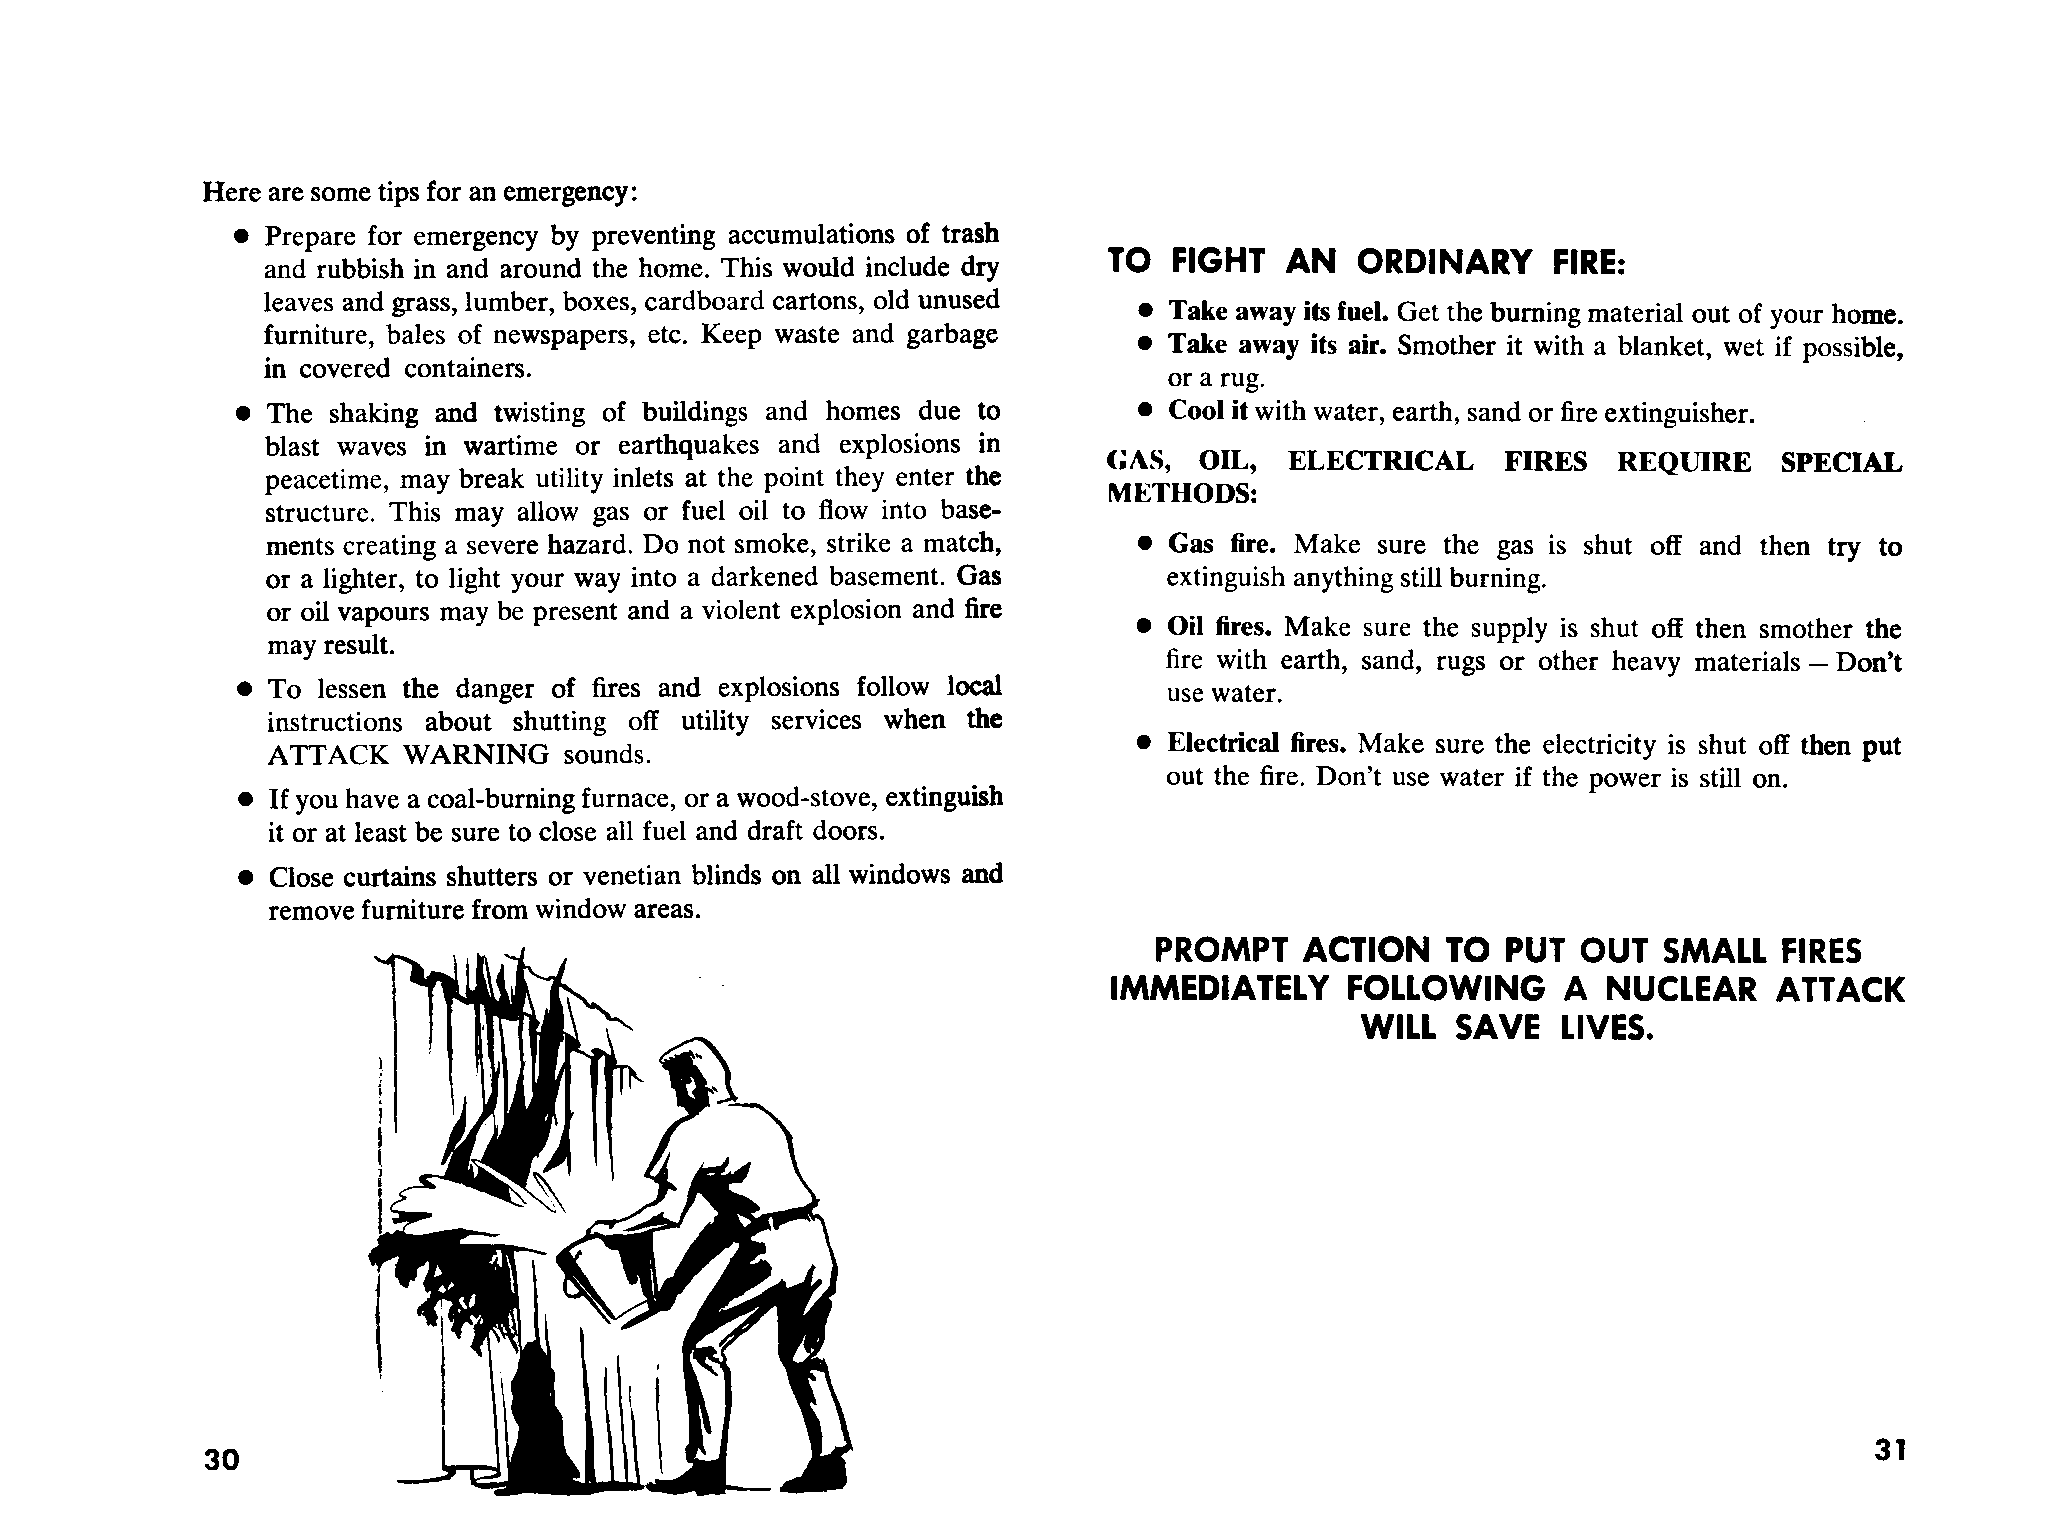 Here are some tips for an emergency:
● Prepare for emergency by preventing accumulations of trash
and rubbish in and around the home. This would include dry
leaves and grass, lumber, boxes, cardboard cartons, old unused
furniture, bales of newspapers, etc. Keep waste and garbage
in covered containers.
● The shaking and twisting of buildings and homes due to
blast waves in wartime or earthquakes and explosions in
peacetime, may break utility inlets at the point they enter the
structure. This may allow gas or fuel oil to flow into base-
ments creating a severe hazard. Do not smoke, strike a match,
or a lighter, to light your way into a darkened basement. Gas
or oil vapours may be present and a violent explosion and fire
may result.
● To lessen the danger of fires and explosions follow local
instructions about shutting off utility services when the
ATTACK WARNING sounds.
● If you have a coal-burning furnace, or a wood-stove, extinguish
it or at least be sure to close all fuel and draft doors.
● Close curtains shutters or venetian blinds on all windows and
remove furniture from window areas.
30
TO FIGHT AN ORDINARY FIRE:
● Take away its fuel. Get the burning material out of your home.
● Take away its air. Smother it with a blanket, wet if possible,
or a rug.
● Cool it with water, earth, sand or fire extinguisher.
GAS, OIL, ELECTRICAL FIRES REQUIRE SPECIAL
METHODS:
● Gas fire. Make sure the gas is shut off and then try to
extinguish anything still burning.
● Oil fires. Make sure the supply is shut off then smother the
fire with earth, sand, rugs or other heavy materials – Don't
use water.
● Electrical fires. Make sure the electricity is shut off then put
out the fire. Don't use water if the power is still on.
PROMPT ACTION TO PUT OUT SMALL FIRES
IMMEDIATELY FOLLOWING A NUCLEAR ATTACK
WILL SAVE LIVES.
31